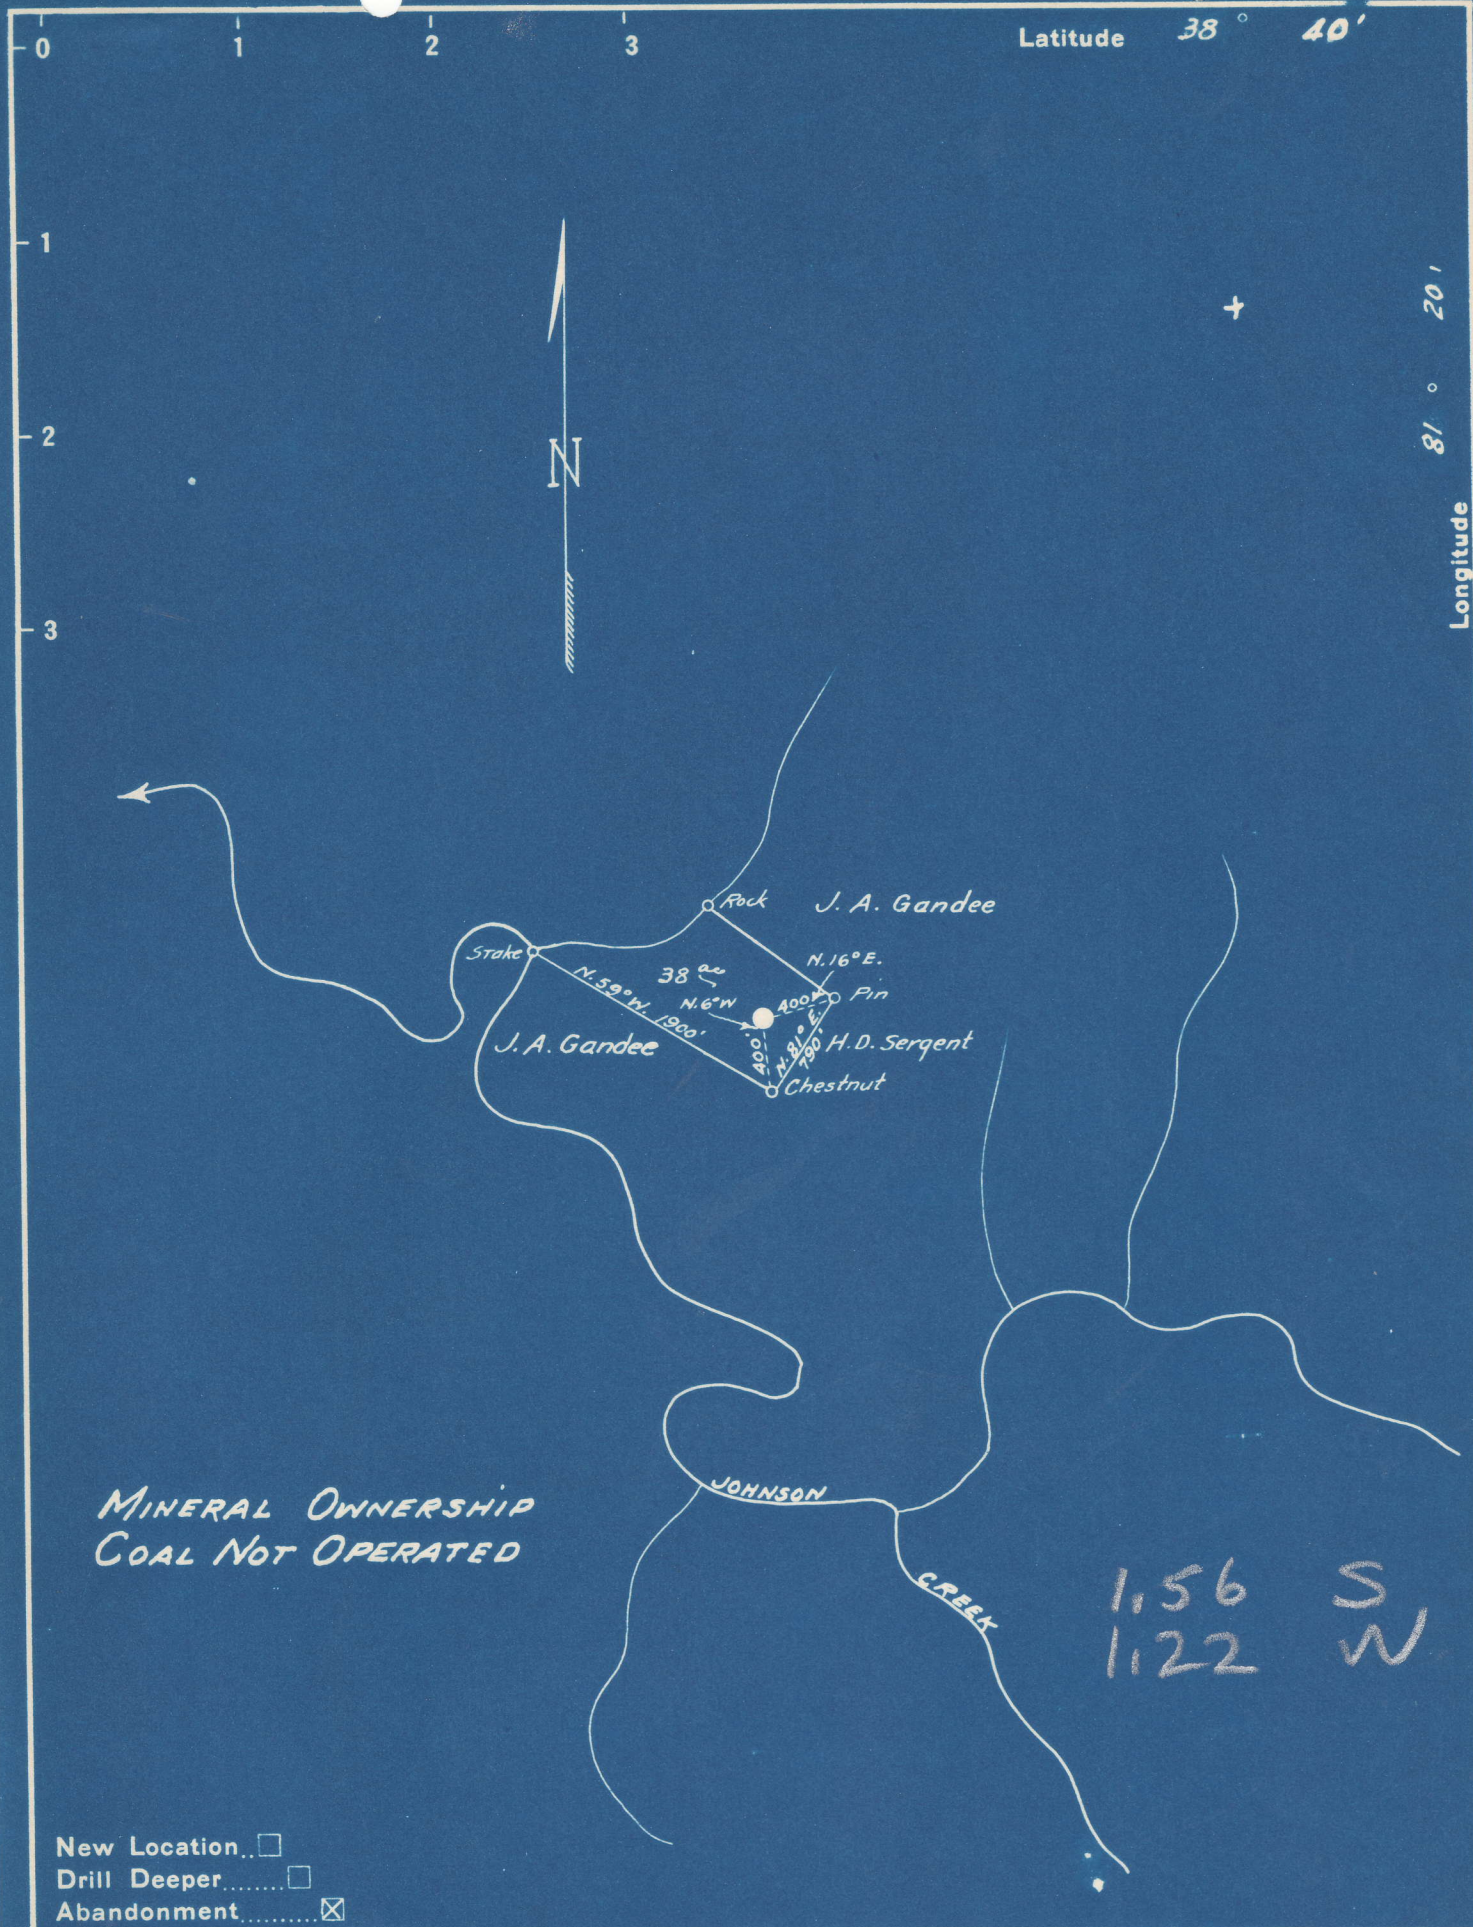 0 1 2 3 Latitude 38° 40'
1
2
3
Longitude 81° 20'
N
Rock J. A. Gandee
Stake
38 ac
N. 16° E.
N. 59° W. 1900'
N. 6° W
400'
Pin
J. A. Gandee
400'
N. 81° E.
790'
H. D. Sergent
Chestnut
JOHNSON
CREEK
MINERAL OWNERSHIP
COAL NOT OPERATED
1.56 S
1.22 W
New Location
Drill Deeper
Abandonment